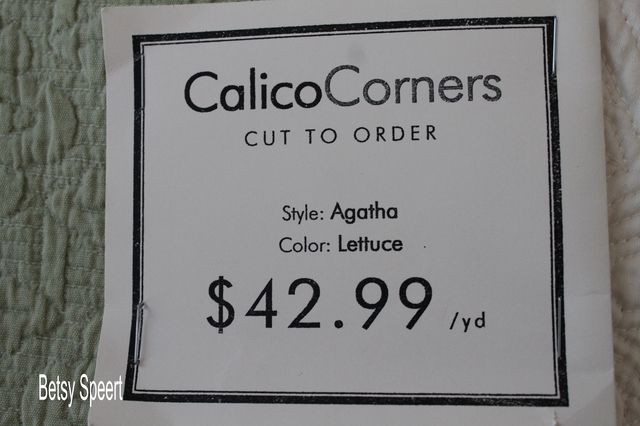 CalicoCorners
CUT TO ORDER
Style: Agatha
Color: Lettuce
$42.99 /yd
Betsy Speert